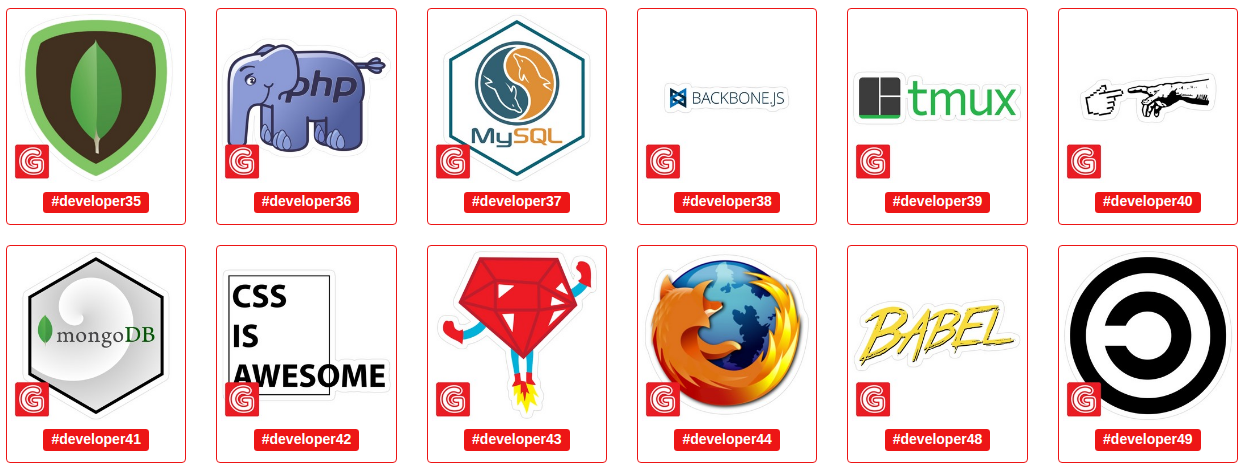 php
MySQL
BACKBONE.JS
tmux
G
G
G
G
G
G
#developer35
#developer36
#developer37
#developer38
#developer39
#developer40
mongoDB
CSS
IS
AWESOME
BABEL
G
G
G
G
G
G
#developer41
#developer42
#developer43
#developer44
#developer48
#developer49